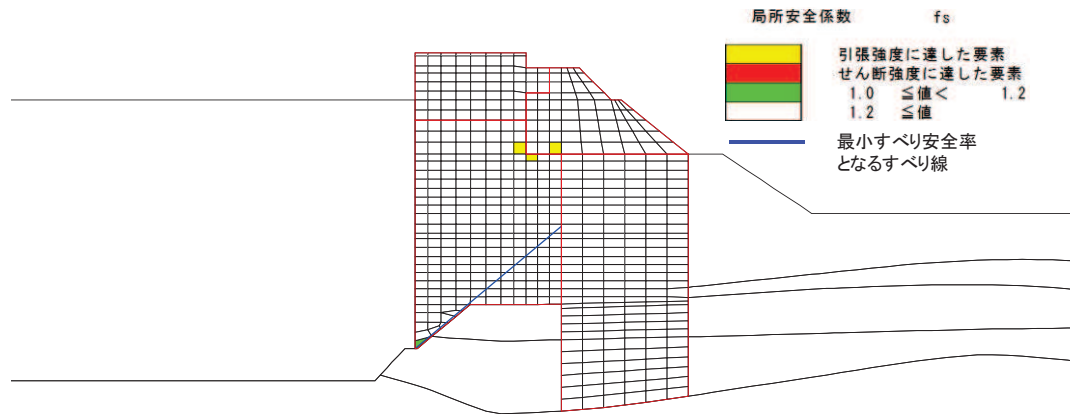 局所安全係数 fs
引張強度に達した要素
せん断強度に達した要素
1.0 ≦値< 1.2
1.2 ≦値
最小すべり安全率
となるすべり線